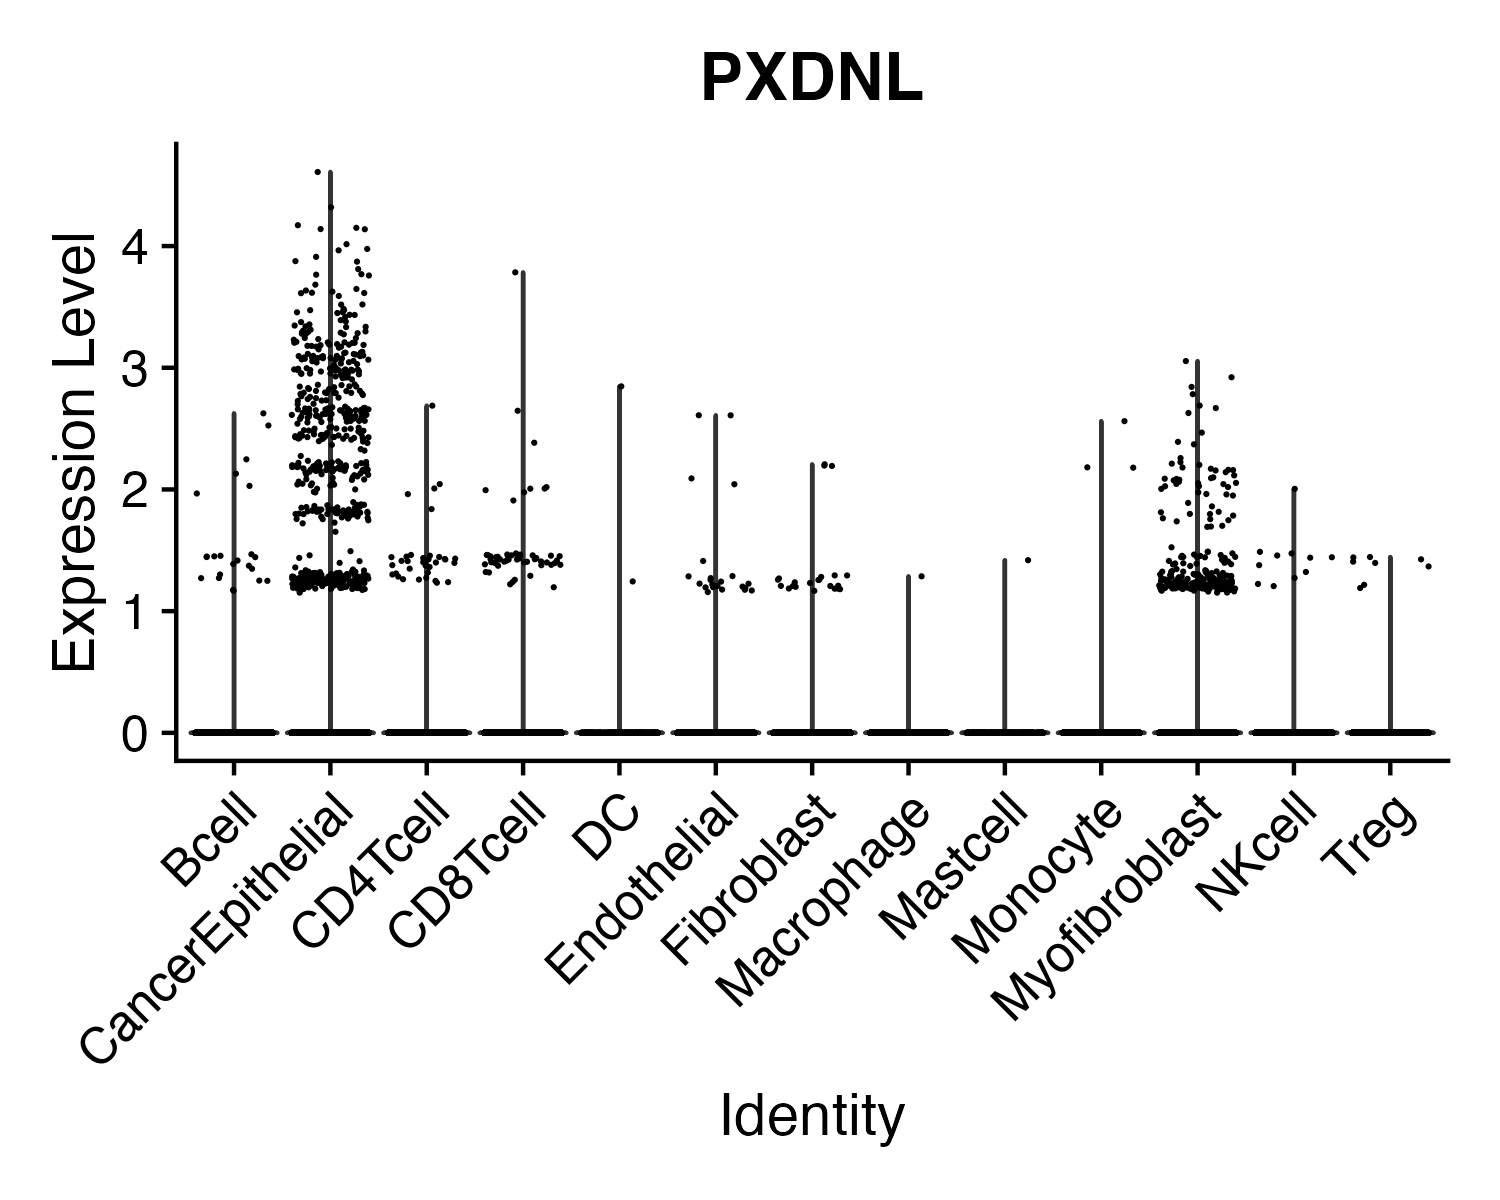 PXDNL
Expression Level
4
3
2
1
0
Bcell
CancerEpithelial
CD4Tcell
CD8Tcell
DC
Endothelial
Fibroblast
Macrophage
Mastcell
Monocyte
Myofibroblast
NKcell
Treg
Identity